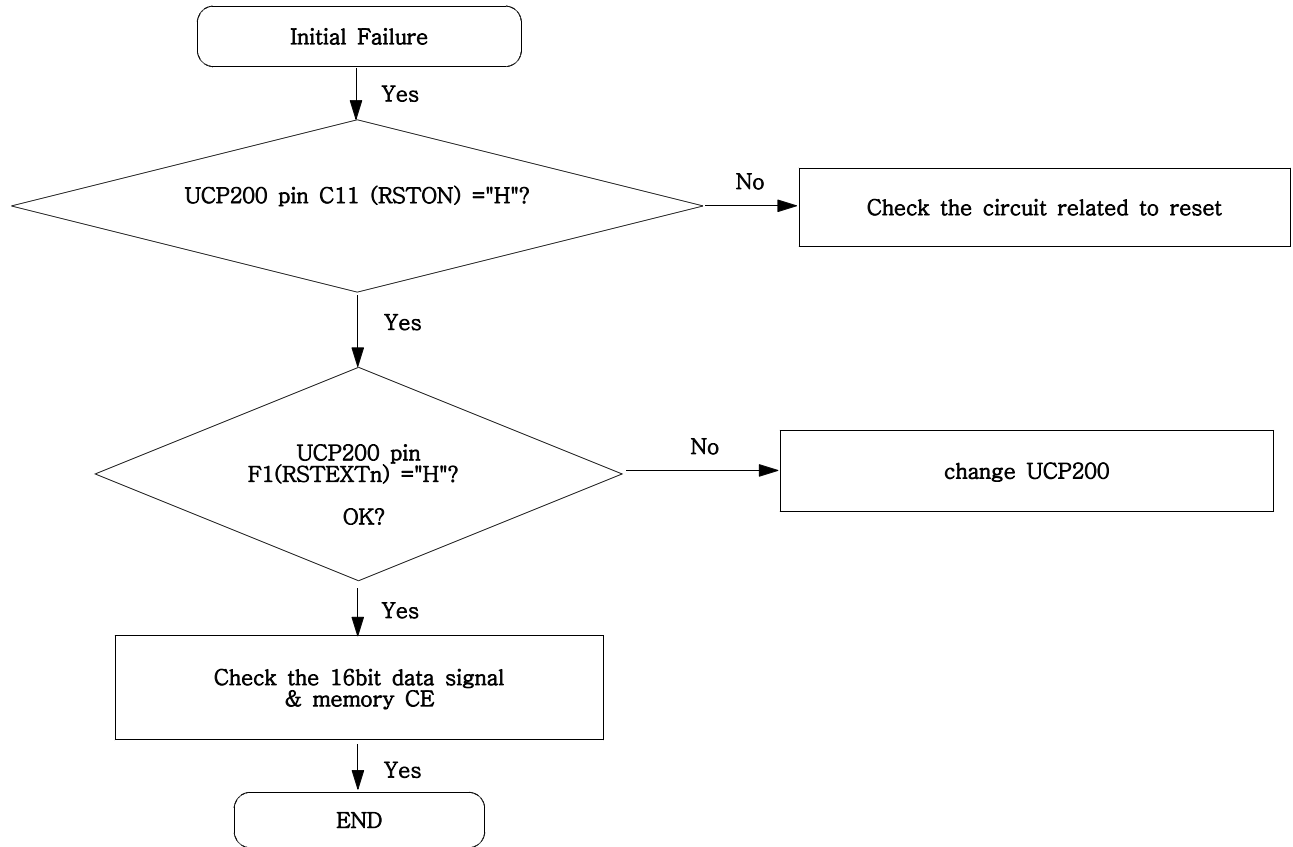 Initial Failure
Yes
UCP200 pin C11 (RSTON) ="H"?
No
Check the circuit related to reset
Yes
UCP200 pin
F1(RSTEXTn) ="H"?
OK?
No
change UCP200
Yes
Check the 16bit data signal
& memory CE
Yes
END